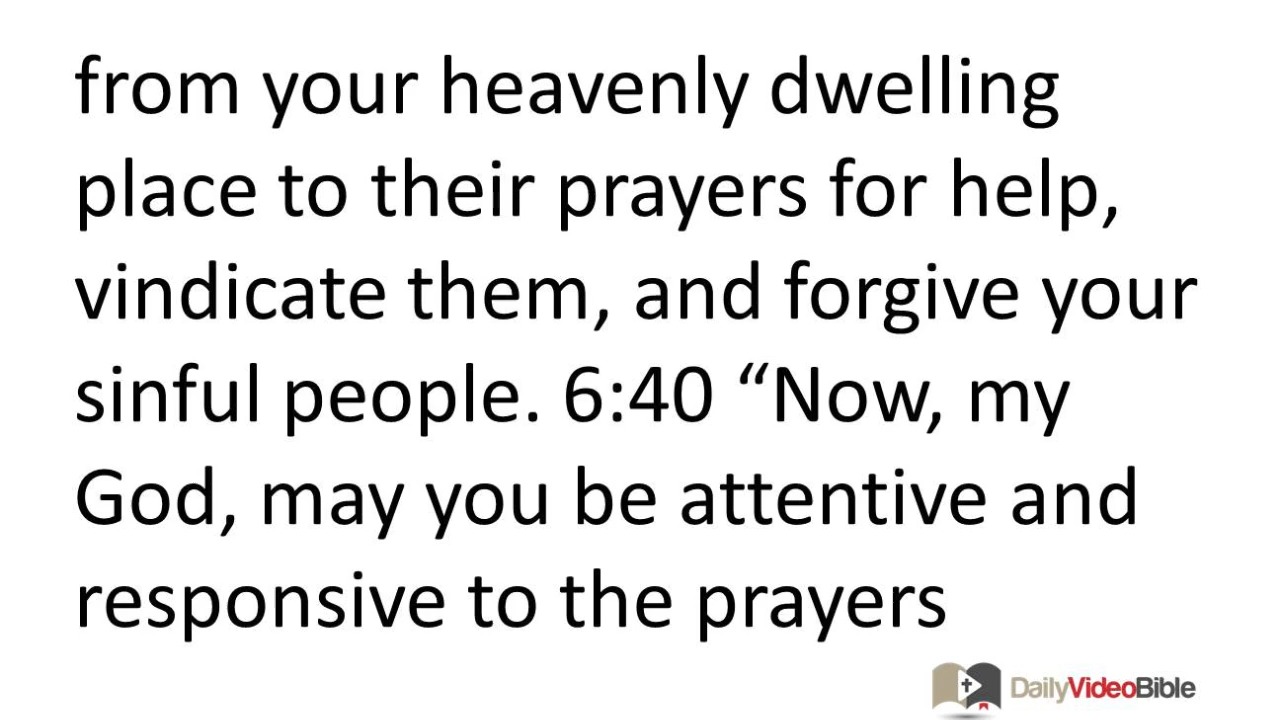 from your heavenly dwelling
place to their prayers for help,
vindicate them, and forgive your
sinful people. 6:40 “Now, my
God, may you be attentive and
responsive to the prayers
DailyVideoBible